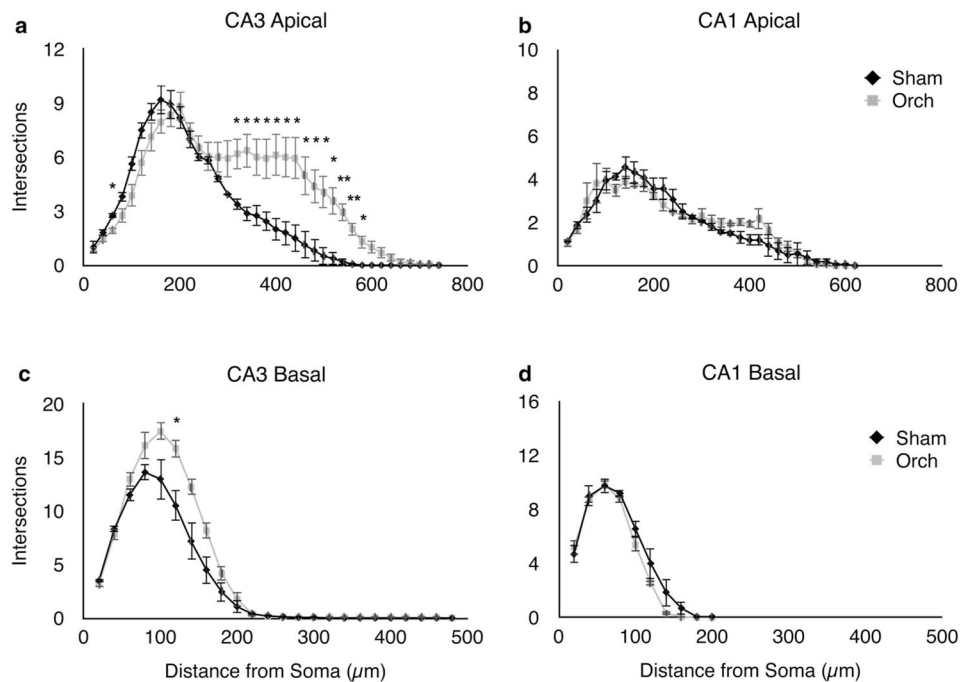 a
CA3 Apical
12
9
6
3
0
Intersections
*
* * * * * * * *
* * *
*
**
**
*
0 200 400 600 800
b
CA1 Apical
10
8
6
4
2
0
Sham
Orch
0 200 400 600 800
c
CA3 Basal
20
15
10
5
0
Intersections
*
0 100 200 300 400 500
Distance from Soma (µm)
d
CA1 Basal
16
12
8
4
0
Sham
Orch
0 100 200 300 400 500
Distance from Soma (µm)